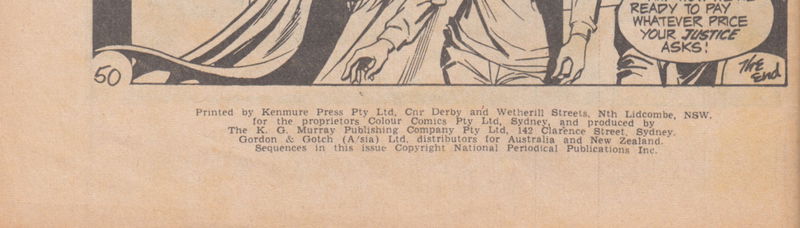 READY TO PAY
WHATEVER PRICE
YOUR JUSTICE
ASKS!
50
The End
Printed by Kenmure Press Pty Ltd, Cnr Derby and Wetherill Streets, Nth Lidcombe, NSW,
for the proprietors Colour Comics Pty Ltd, Sydney, and produced by
The K. G. Murray Publishing Company Pty Ltd, 142 Clarence Street, Sydney.
Gordon & Gotch (A/sia) Ltd, distributors for Australia and New Zealand.
Sequences in this issue Copyright National Periodical Publications Inc.